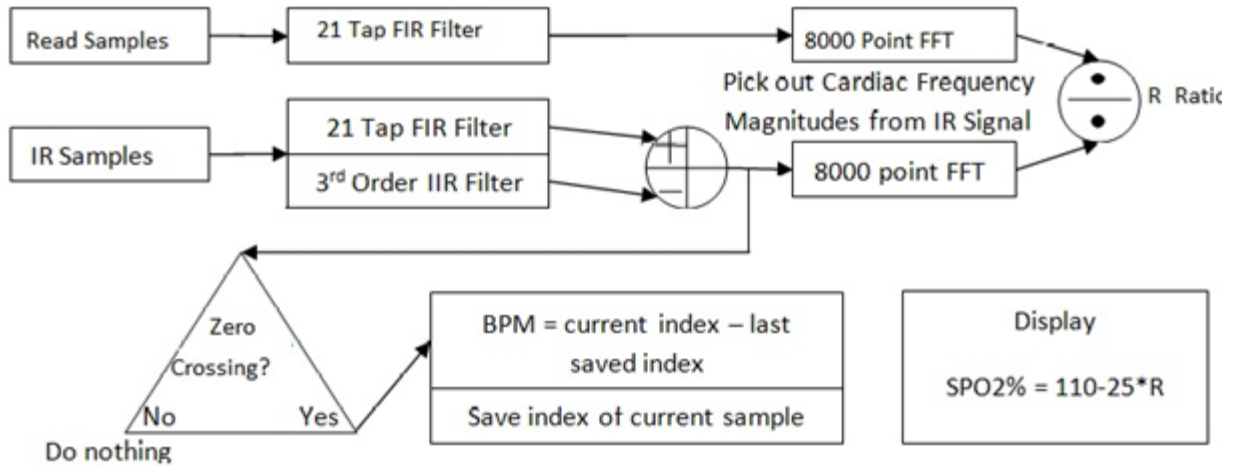 Read Samples
21 Tap FIR Filter
8000 Point FFT
Pick out Cardiac Frequency
Magnitudes from IR Signal
R Ratio
IR Samples
21 Tap FIR Filter
3rd Order IIR Filter
+
–
8000 point FFT
Zero
Crossing?
No
Yes
Do nothing
BPM = current index – last
saved index
Save index of current sample
Display
SPO2% = 110-25*R